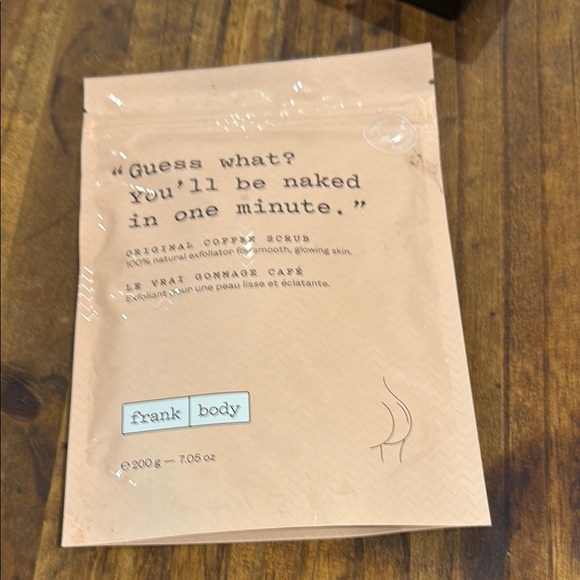 “Guess what?
You’ll be naked
in one minute.”
ORIGINAL COFFEE SCRUB
100% natural exfoliator for smooth, glowing skin.
LE VRAI GOMMAGE CAFÉ
Exfoliant pour une peau lisse et éclatante.
frank body
℮ 200 g — 7.05 oz